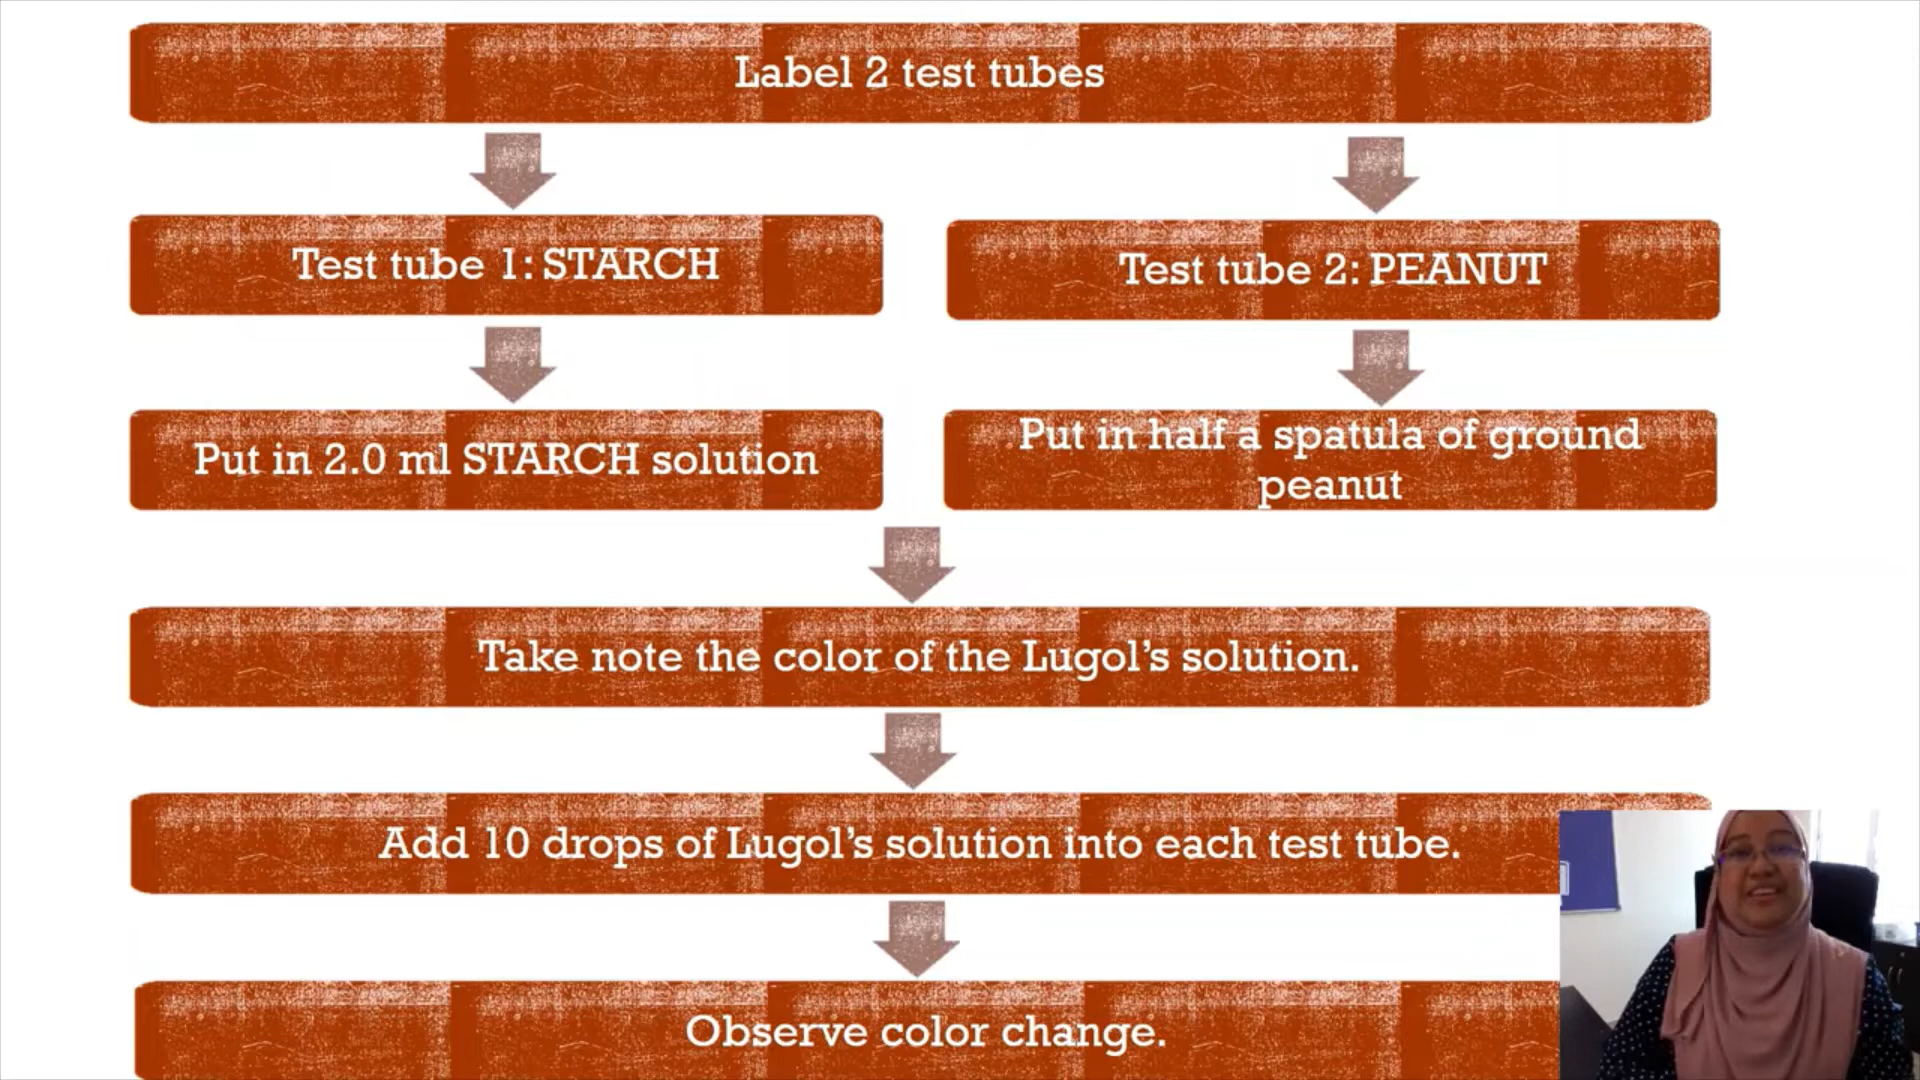 Label 2 test tubes
Test tube 1: STARCH
Test tube 2: PEANUT
Put in 2.0 ml STARCH solution
Put in half a spatula of ground
peanut
Take note the color of the Lugol's solution.
Add 10 drops of Lugol's solution into each test tube.
Observe color change.